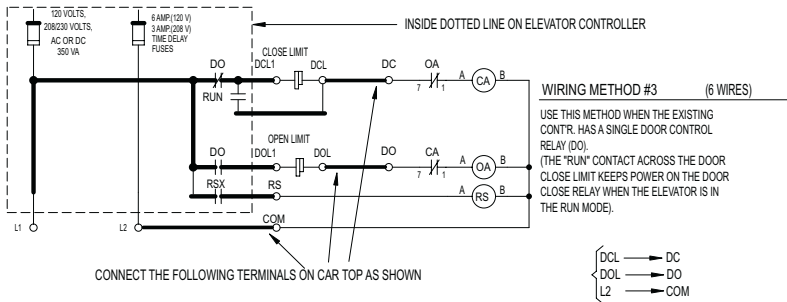 120 VOLTS,
208/230 VOLTS,
AC OR DC
350 VA
6 AMP.(120 V)
3 AMP.(208 V)
TIME DELAY
FUSES
INSIDE DOTTED LINE ON ELEVATOR CONTROLLER
CLOSE LIMIT
DO DCL1 DCL DC OA
RUN
7 1 A CA B
OPEN LIMIT
DO DOL1 DOL DO CA
7 1 A OA B
RSX RS A RS B
COM
L1 L2
CONNECT THE FOLLOWING TERMINALS ON CAR TOP AS SHOWN
WIRING METHOD #3 (6 WIRES)
USE THIS METHOD WHEN THE EXISTING
CONT'R. HAS A SINGLE DOOR CONTROL
RELAY (DO).
(THE "RUN" CONTACT ACROSS THE DOOR
CLOSE LIMIT KEEPS POWER ON THE DOOR
CLOSE RELAY WHEN THE ELEVATOR IS IN
THE RUN MODE).
DCL DC
DOL DO
L2 COM